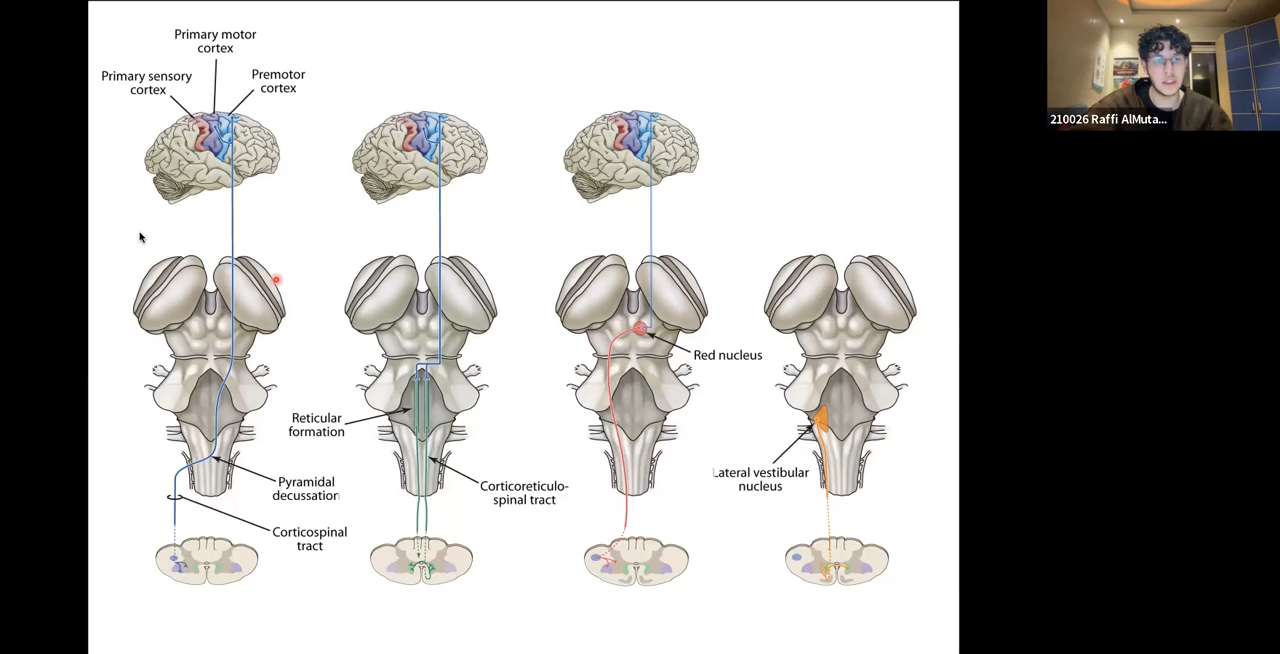 Primary motor
cortex
Primary sensory
cortex
Premotor
cortex
Red nucleus
Reticular
formation
Lateral vestibular
nucleus
Pyramidal
decussation
Corticoreticulo-
spinal tract
Corticospinal
tract
210026 Raffi AlMuta...